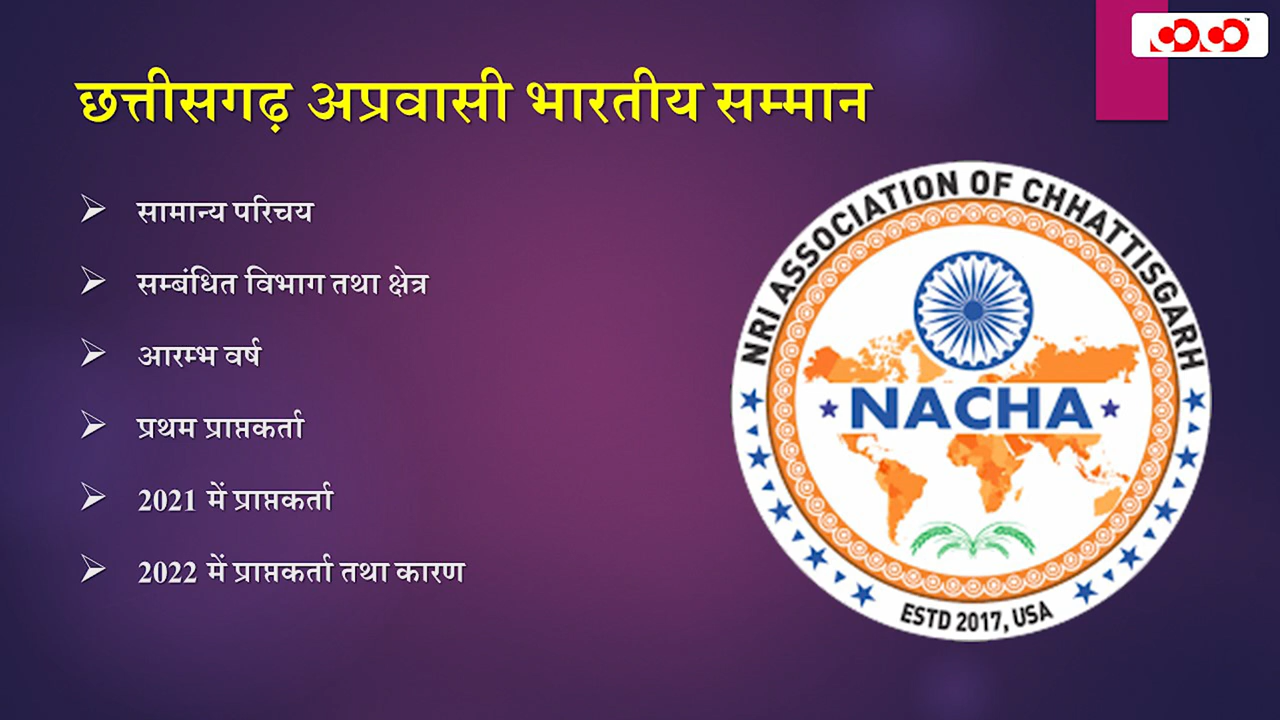 छत्तीसगढ़ अप्रवासी भारतीय सम्मान
सामान्य परिचय
सम्बंधित विभाग तथा क्षेत्र
आरम्भ वर्ष
प्रथम प्राप्तकर्ता
2021 में प्राप्तकर्ता
2022 में प्राप्तकर्ता तथा कारण
NRI ASSOCIATION OF CHHATTISGARH
NACHA
ESTD 2017, USA